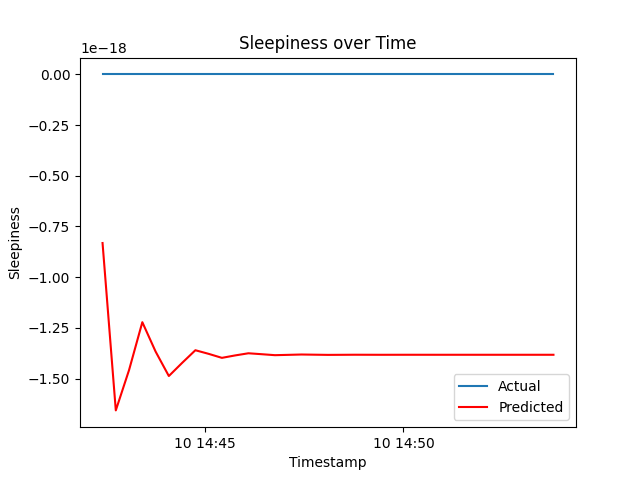 Sleepiness over Time
1e−18
0.00
−0.25
−0.50
−0.75
−1.00
−1.25
−1.50
Sleepiness
10 14:45
10 14:50
Timestamp
Actual
Predicted